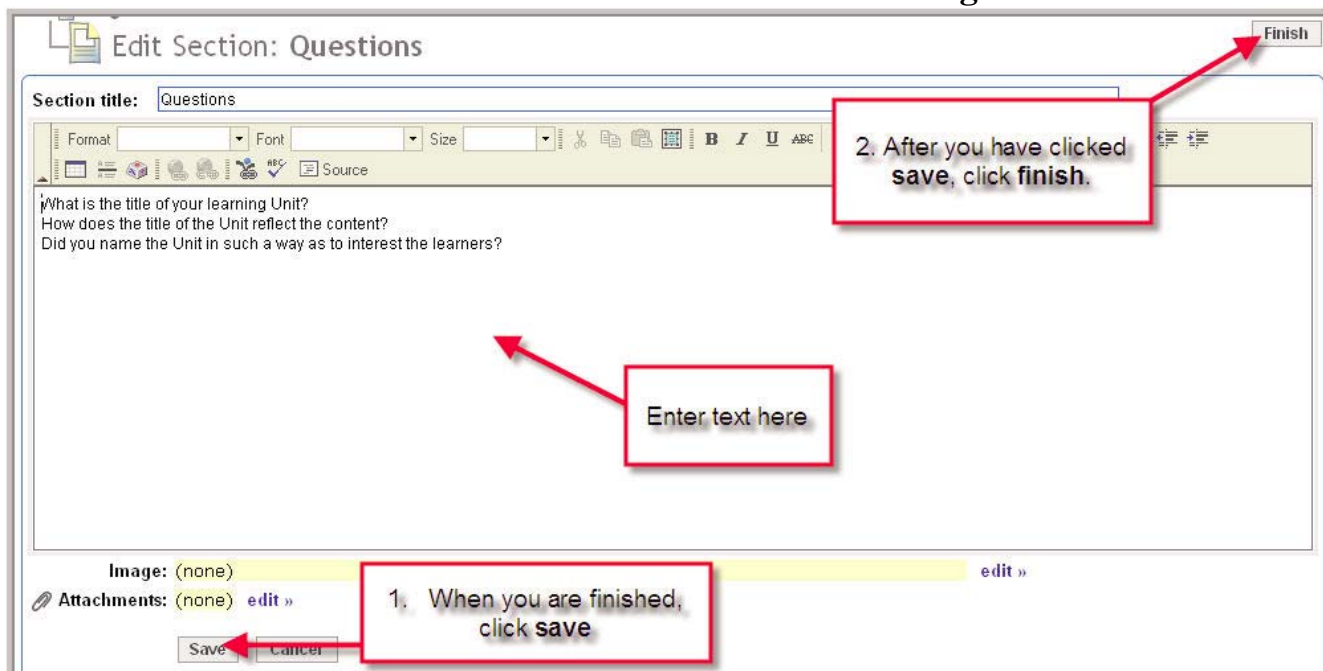 Edit Section: Questions
Finish
Section title: Questions
2. After you have clicked
save, click finish.
Format Font Size B I U ABC
ABC Source
What is the title of your learning Unit?
How does the title of the Unit reflect the content?
Did you name the Unit in such a way as to interest the learners?
Enter text here
Image: (none) edit »
Attachments: (none) edit »
1. When you are finished,
click save
Save Cancel